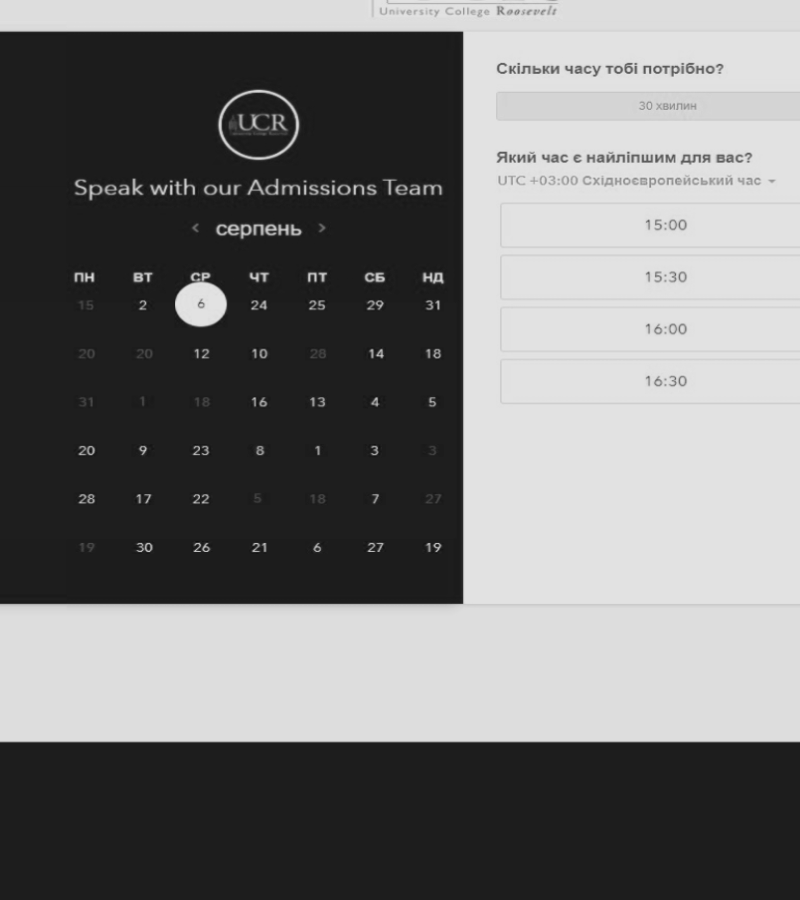 University College Roosevelt
UCR
Speak with our Admissions Team
< серпень >
ПН ВТ СР ЧТ ПТ СБ НД
15 2 6 24 25 29 31
20 20 12 10 28 14 18
31 1 18 16 13 4 5
20 9 23 8 1 3 3
28 17 22 5 18 7 27
19 30 26 21 6 27 19
Скільки часу тобі потрібно?
30 хвилин
Який час є найліпшим для вас?
UTC +03:00 Східноєвропейський час
15:00
15:30
16:00
16:30